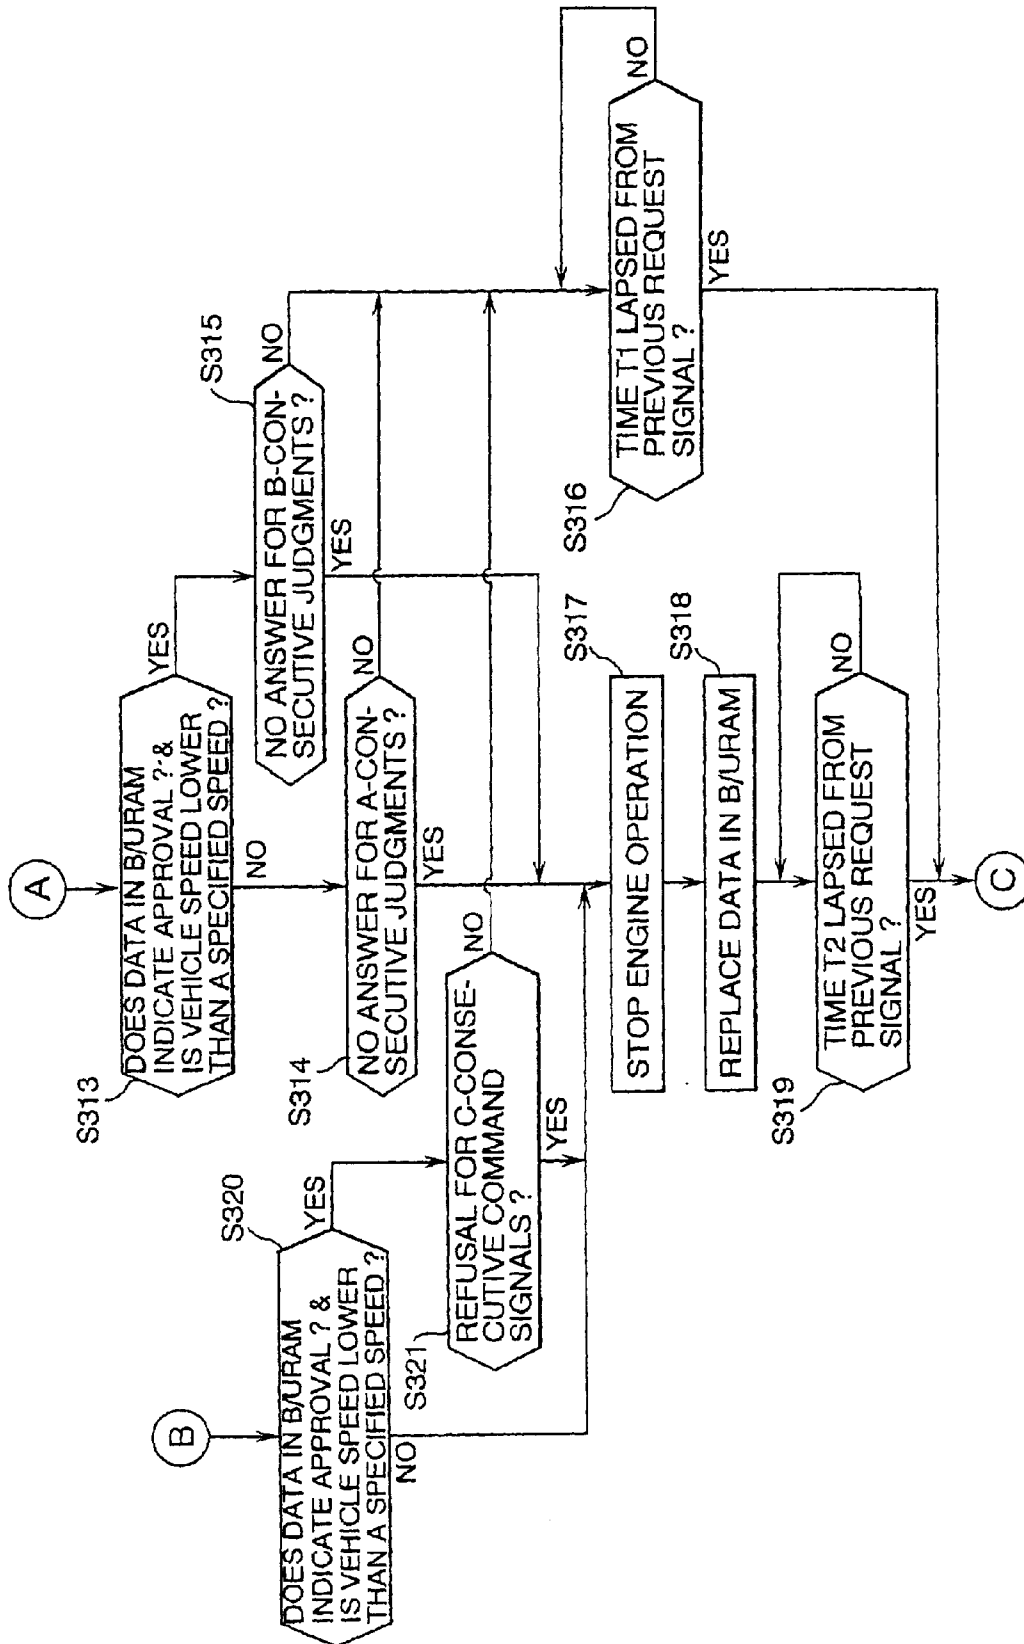 A
S313
DOES DATA IN B/URAM
INDICATE APPROVAL ? &
IS VEHICLE SPEED LOWER
THAN A SPECIFIED SPEED ?
YES
NO
S315
NO ANSWER FOR B-CON-
SECUTIVE JUDGMENTS ?
NO
YES
S314
NO ANSWER FOR A-CON-
SECUTIVE JUDGMENTS ?
NO
YES
B
S320
DOES DATA IN B/URAM
INDICATE APPROVAL ? &
IS VEHICLE SPEED LOWER
THAN A SPECIFIED SPEED ?
YES
NO
S321
REFUSAL FOR C-CONSE-
CUTIVE COMMAND
SIGNALS ?
NO
YES
S316
TIME T1 LAPSED FROM
PREVIOUS REQUEST
SIGNAL ?
NO
YES
S317
STOP ENGINE OPERATION
S318
REPLACE DATA IN B/URAM
S319
TIME T2 LAPSED FROM
PREVIOUS REQUEST
SIGNAL ?
NO
YES
C